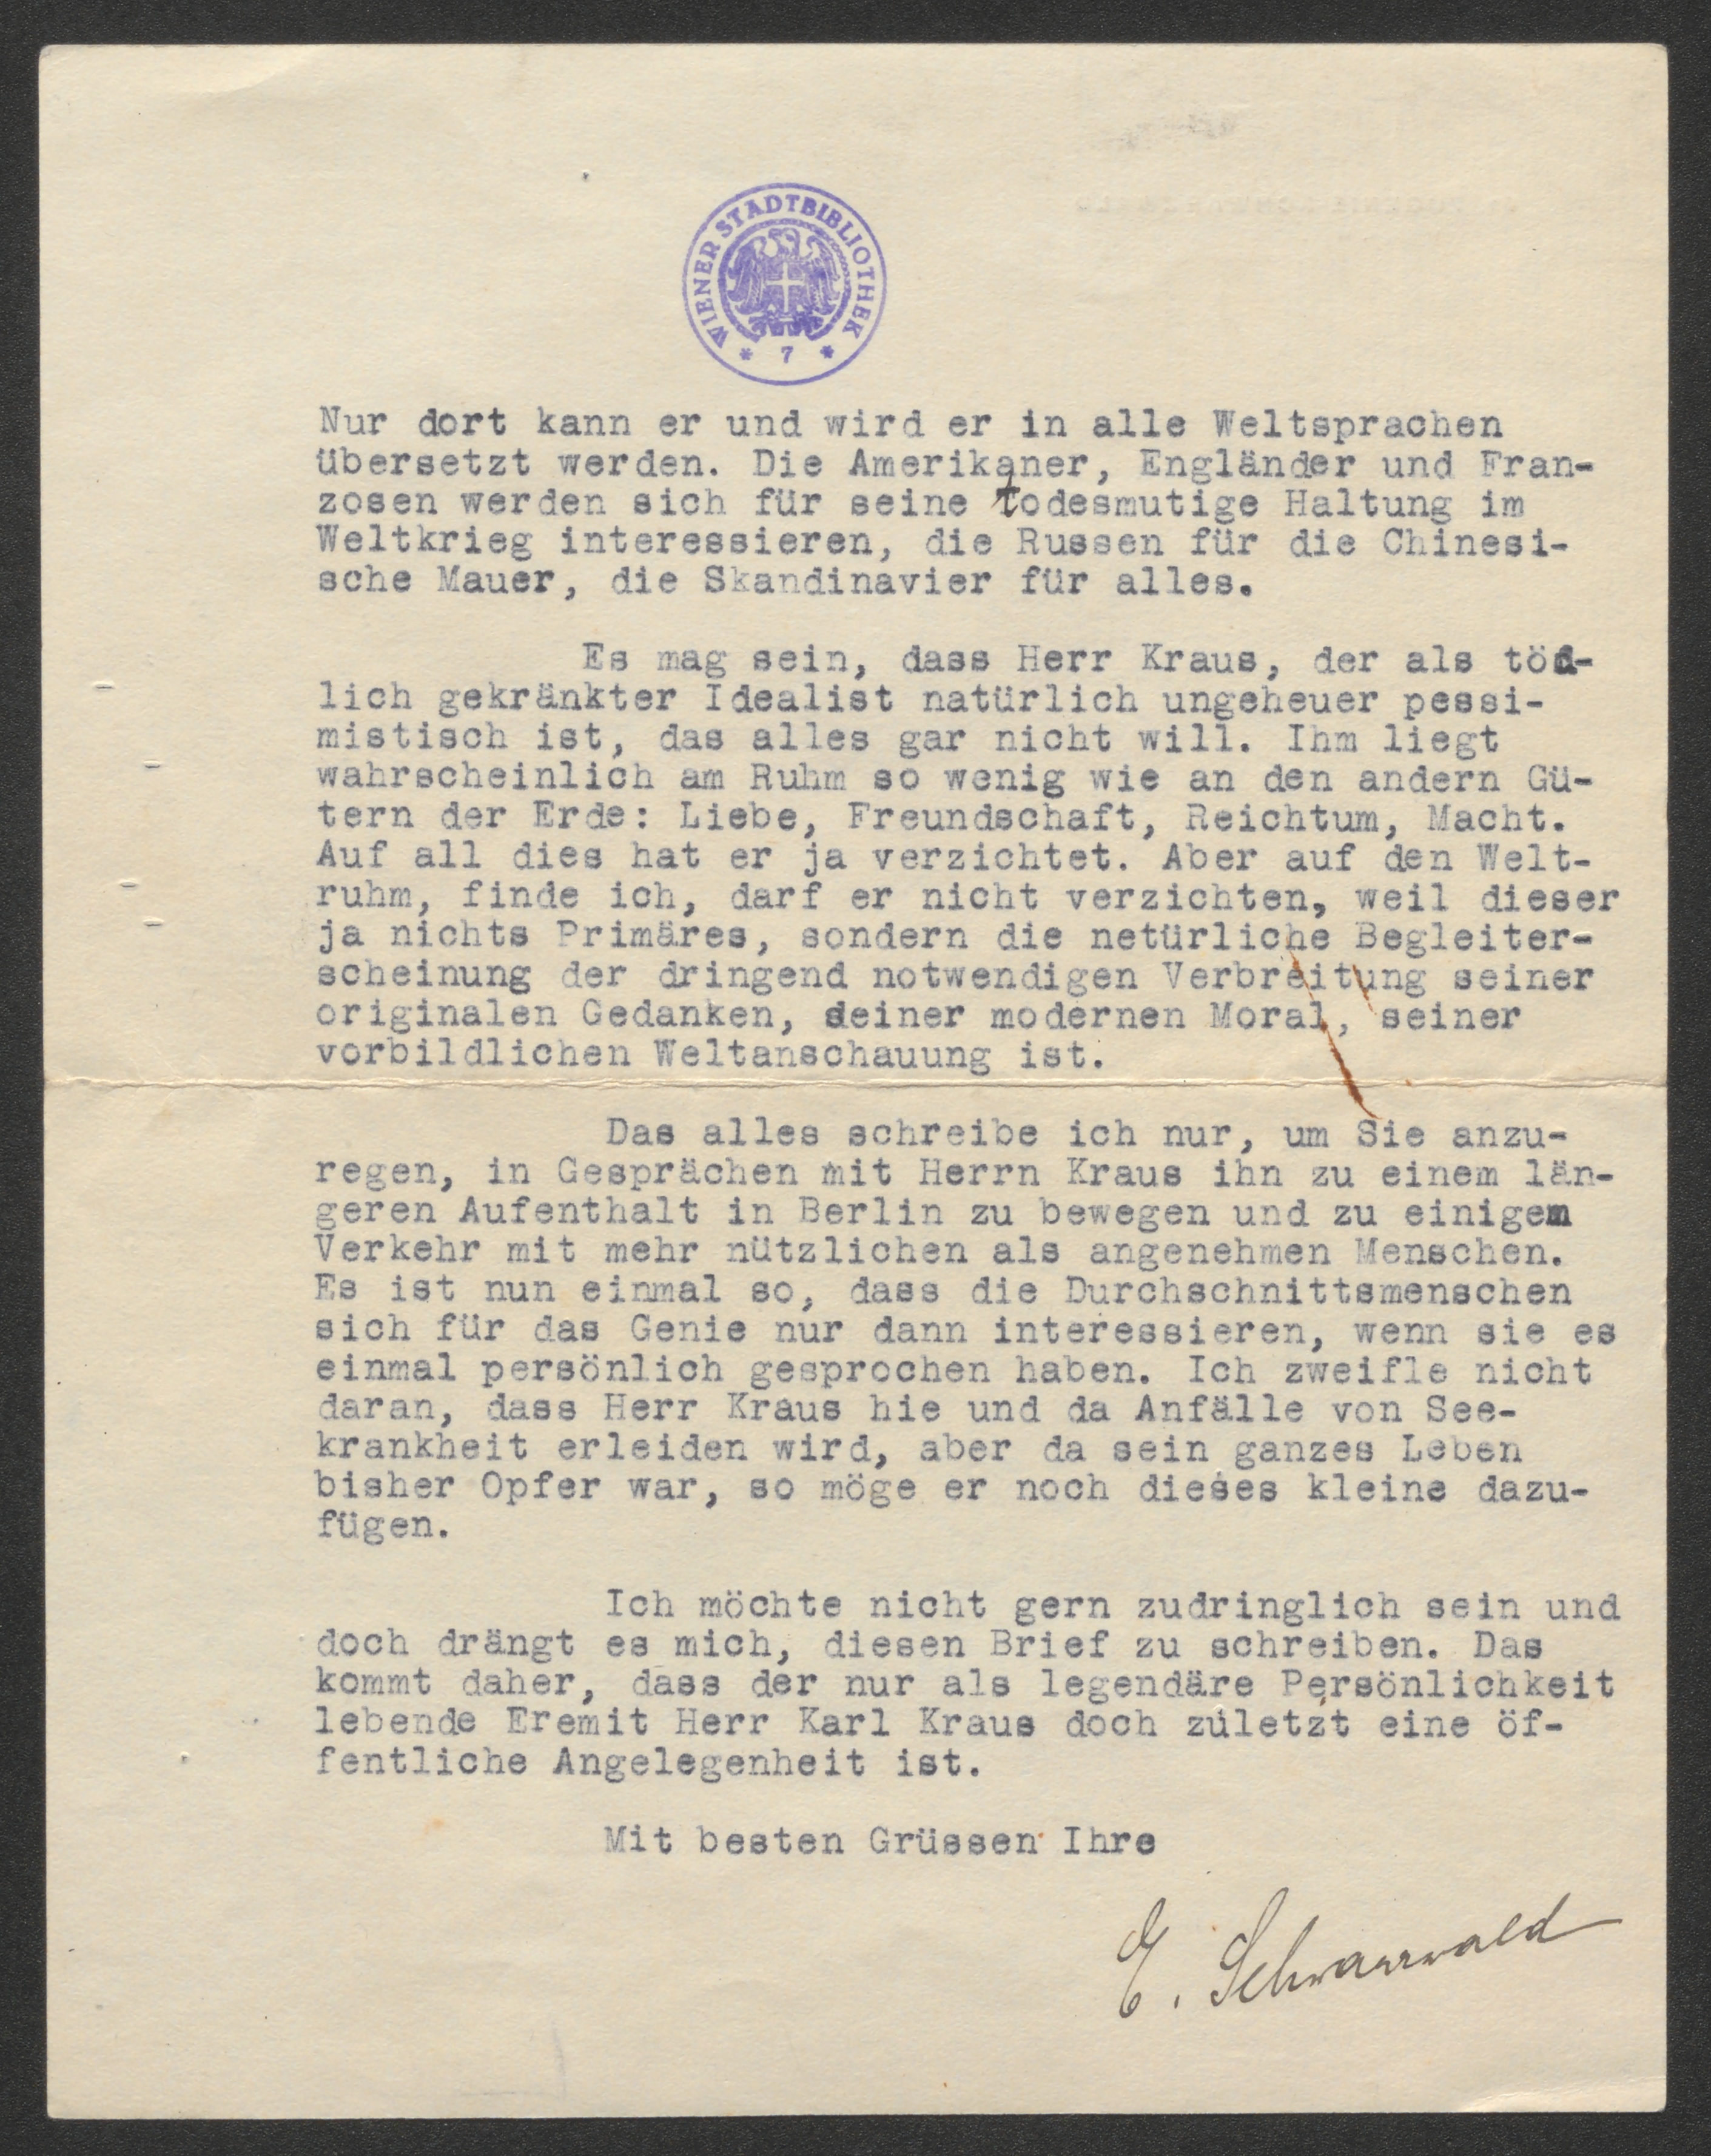 WIENER STADTBIBLIOTHEK
* 7 *
Nur dort kann er und wird er in alle Weltsprachen
übersetzt werden. Die Amerikaner, Engländer und Fran-
zosen werden sich für seine todesmutige Haltung im
Weltkrieg interessieren, die Russen für die Chinesi-
sche Mauer, die Skandinavier für alles.
Es mag sein, dass Herr Kraus, der als töd-
lich gekränkter Idealist natürlich ungeheuer pessi-
mistisch ist, das alles gar nicht will. Ihm liegt
wahrscheinlich am Ruhm so wenig wie an den andern Gü-
tern der Erde: Liebe, Freundschaft, Reichtum, Macht.
Auf all dies hat er ja verzichtet. Aber auf den Welt-
ruhm, finde ich, darf er nicht verzichten, weil dieser
ja nichts Primäres, sondern die netürliche Begleiter-
scheinung der dringend notwendigen Verbreitung seiner
originalen Gedanken, seiner modernen Moral, seiner
vorbildlichen Weltanschauung ist.
Das alles schreibe ich nur, um Sie anzu-
regen, in Gesprächen mit Herrn Kraus ihn zu einem län-
geren Aufenthalt in Berlin zu bewegen und zu einigem
Verkehr mit mehr nützlichen als angenehmen Menschen.
Es ist nun einmal so, dass die Durchschnittsmenschen
sich für das Genie nur dann interessieren, wenn sie es
einmal persönlich gesprochen haben. Ich zweifle nicht
daran, dass Herr Kraus hie und da Anfälle von See-
krankheit erleiden wird, aber da sein ganzes Leben
bisher Opfer war, so möge er noch dieses kleine dazu-
fügen.
Ich möchte nicht gern zudringlich sein und
doch drängt es mich, diesen Brief zu schreiben. Das
kommt daher, dass der nur als legendäre Persönlichkeit
lebende Eremit Herr Karl Kraus doch zuletzt eine öf-
fentliche Angelegenheit ist.
Mit besten Grüssen Ihre
E. Schwarzwald